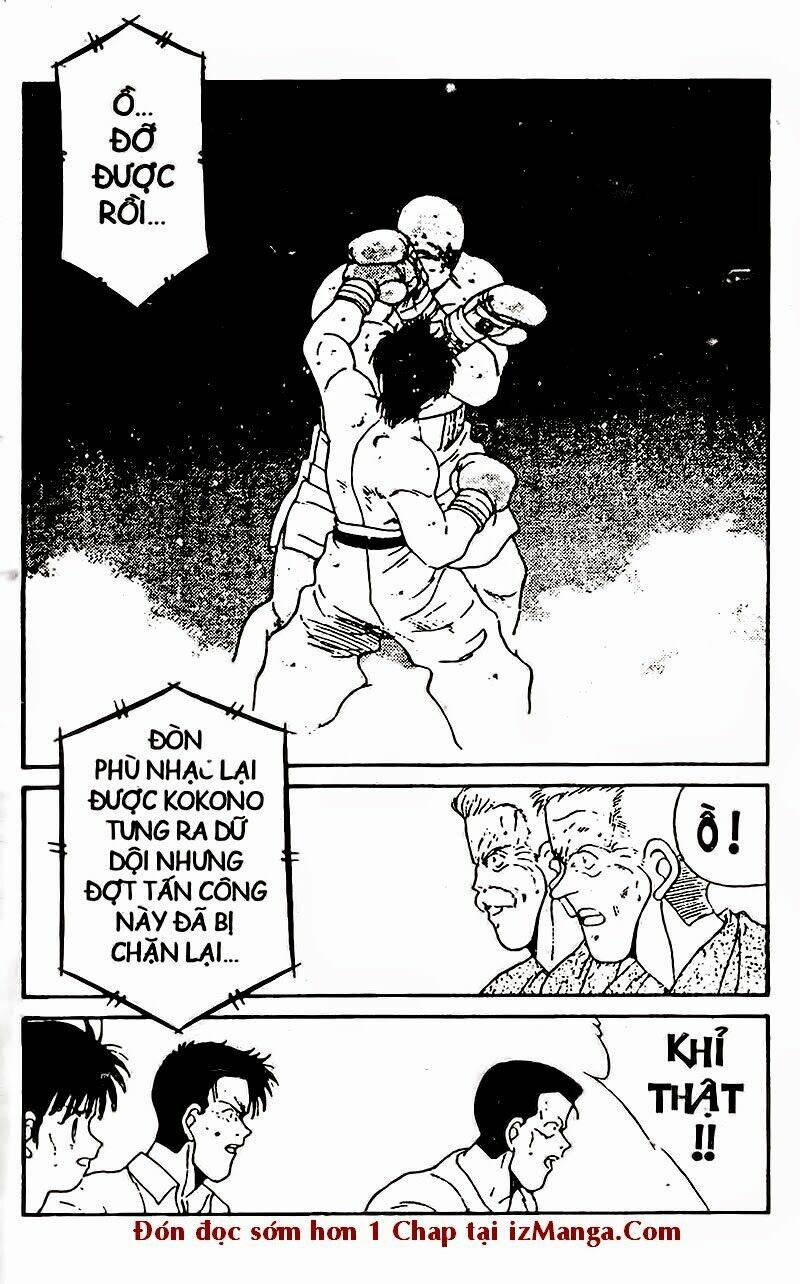 Ồ...
ĐỠ
ĐƯỢC
RỒI...
ĐÒN
PHÙ NHẠC LẠI
ĐƯỢC KOKONO
TUNG RA DỮ
DỘI NHƯNG
ĐỢT TẤN CÔNG
NÀY ĐÃ BỊ
CHẶN LẠI...
Ồ!
KHỈ
THẬT
!!
Đón đọc sớm hơn 1 Chap tại izManga.Com